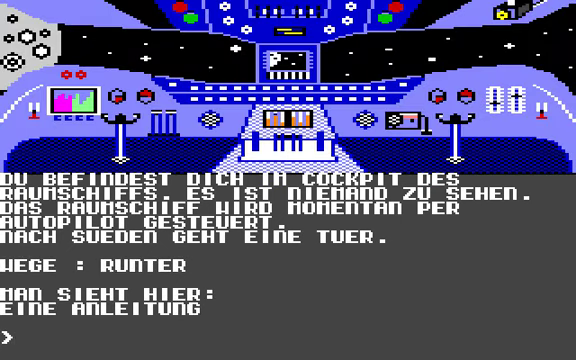 DU BEFINDEST DICH IM COCKPIT DES
RAUMSCHIFFS. ES IST NIEMAND ZU SEHEN.
DAS RAUMSCHIFF WIRD MOMENTAN PER
AUTOPILOT GESTEUERT.
NACH SUEDEN GEHT EINE TUER.
WEGE : RUNTER
MAN SIEHT HIER:
EINE ANLEITUNG
>